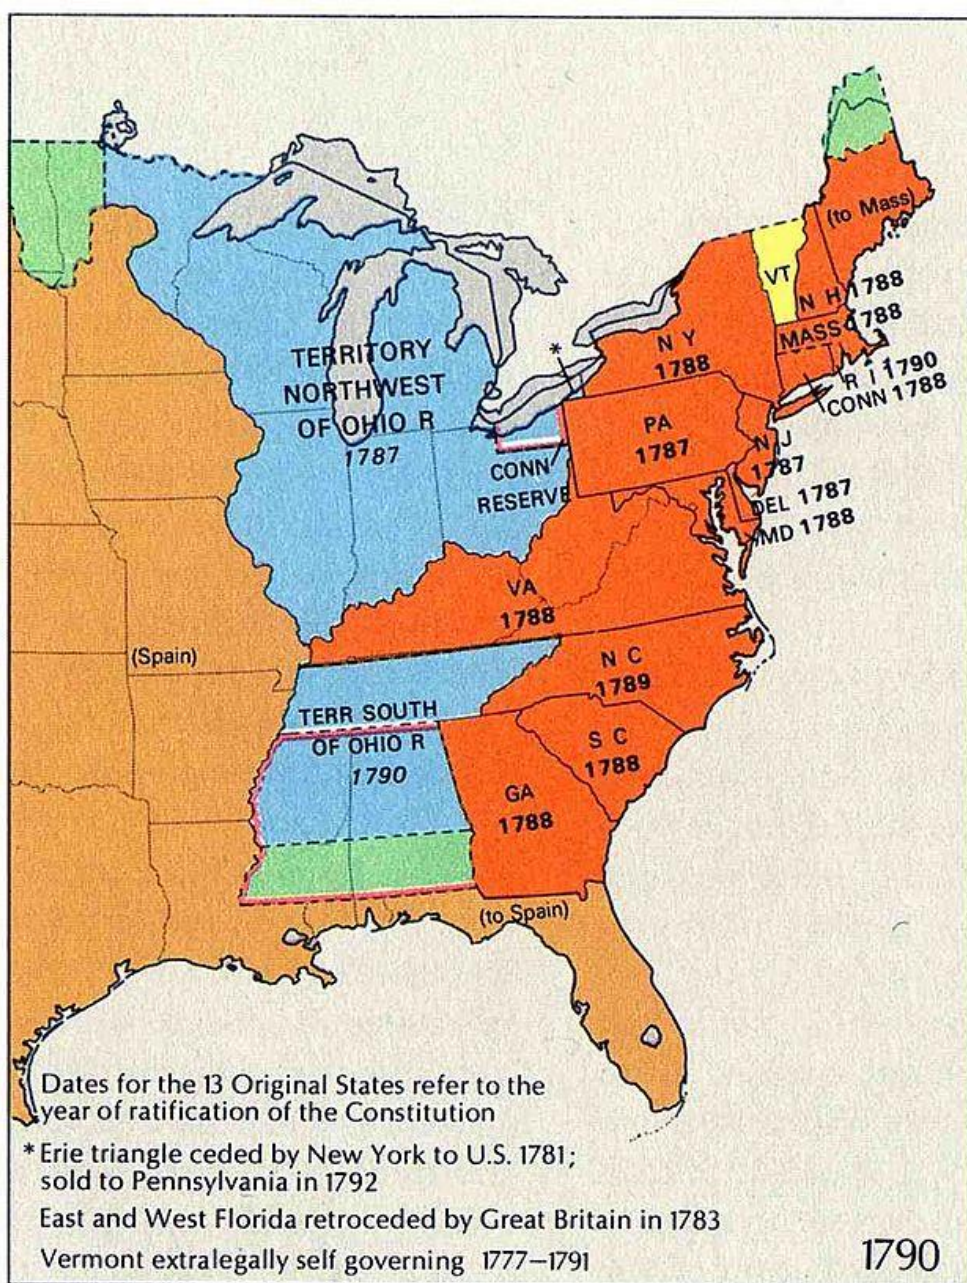 (to Mass)
VT
N H 1788
MASS 1788
N Y
1788
R I 1790
CONN 1788
*
TERRITORY
NORTHWEST
OF OHIO R
1787
PA
1787
N J
1787
CONN
RESERVE
DEL 1787
MD 1788
VA
1788
(Spain)
N C
1789
TERR SOUTH
OF OHIO R
1790
S C
1788
GA
1788
(to Spain)
Dates for the 13 Original States refer to the
year of ratification of the Constitution
* Erie triangle ceded by New York to U.S. 1781;
sold to Pennsylvania in 1792
East and West Florida retroceded by Great Britain in 1783
Vermont extralegally self governing 1777–1791
1790